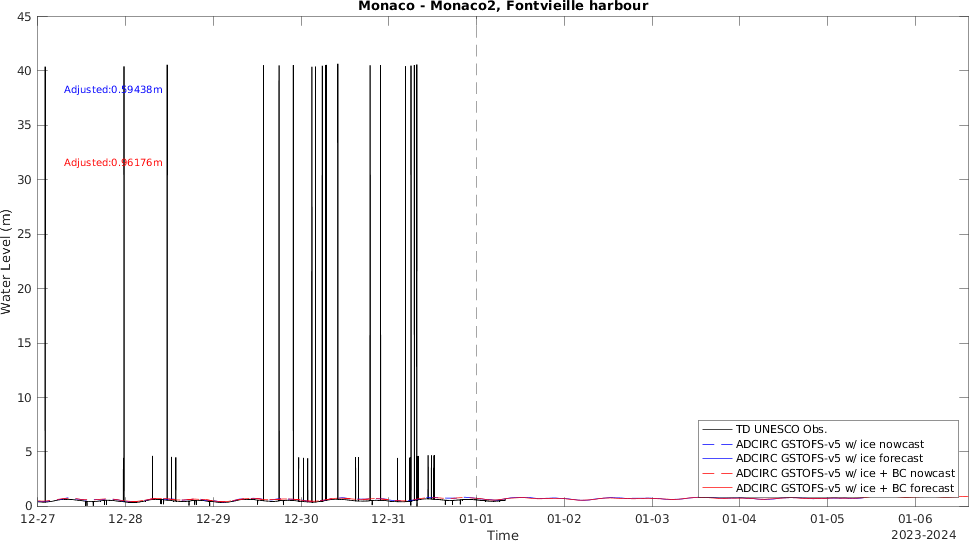 Monaco - Monaco2, Fontvieille harbour
45
40
35
30
25
20
15
10
5
0
Water Level (m)
Adjusted:0.59438m
Adjusted:0.96176m
TD UNESCO Obs.
ADCIRC GSTOFS-v5 w/ ice nowcast
ADCIRC GSTOFS-v5 w/ ice forecast
ADCIRC GSTOFS-v5 w/ ice + BC nowcast
ADCIRC GSTOFS-v5 w/ ice + BC forecast
12-27 12-28 12-29 12-30 12-31 01-01 01-02 01-03 01-04 01-05 01-06
Time
2023-2024